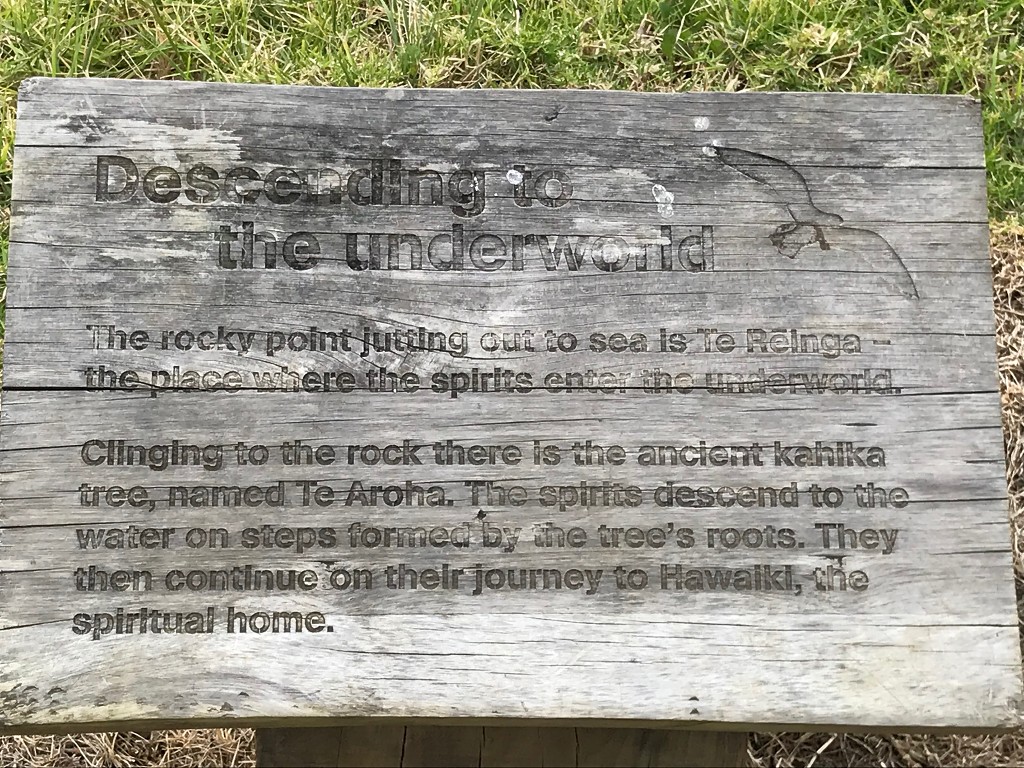 Descending to
the underworld
The rocky point jutting out to sea is Te Rēinga –
the place where the spirits enter the underworld.
Clinging to the rock there is the ancient kahika
tree, named Te Aroha. The spirits descend to the
water on steps formed by the tree's roots. They
then continue on their journey to Hawaiki, the
spiritual home.